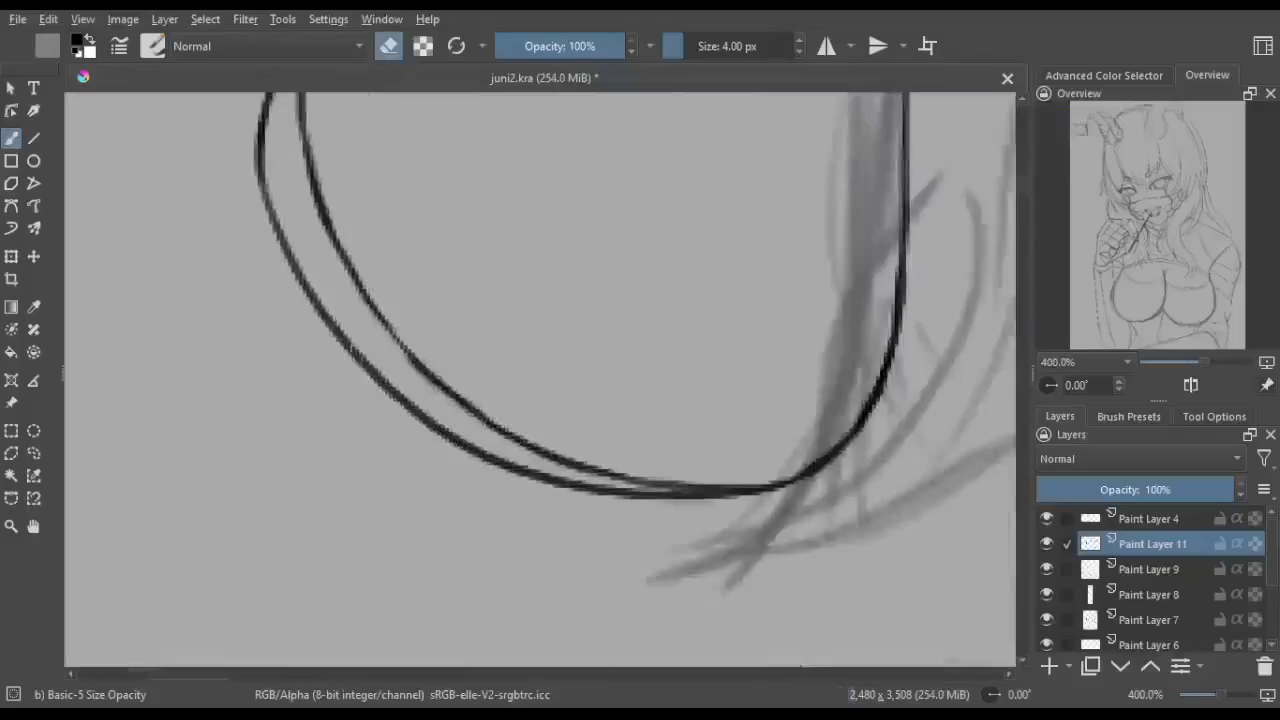 File Edit View Image Layer Select Filter Tools Settings Window Help
Normal Opacity: 100% Size: 4.00 px
juni2.kra (254.0 MiB) *
Advanced Color Selector Overview
Overview
400.0%
0.00°
Layers Brush Presets Tool Options
Layers
Normal
Opacity: 100%
Paint Layer 4
Paint Layer 11
Paint Layer 9
Paint Layer 8
Paint Layer 7
Paint Layer 6
b) Basic-5 Size Opacity RGB/Alpha (8-bit integer/channel) sRGB-elle-V2-srgbtrc.icc 2,480 x 3,508 (254.0 MiB) 0.00° 400.0%